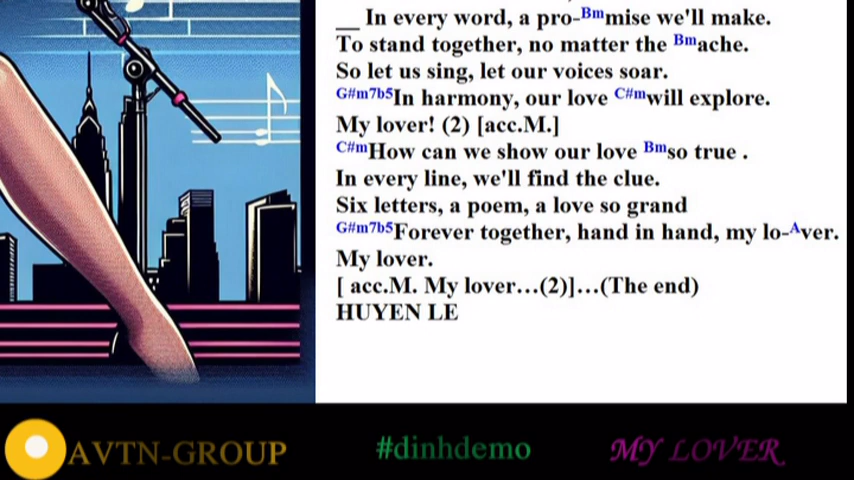 __ In every word, a pro-Bmmise we'll make.
To stand together, no matter the Bmache.
So let us sing, let our voices soar.
G#m7b5In harmony, our love C#mwill explore.
My lover! (2) [acc.M.]
C#mHow can we show our love Bmso true .
In every line, we'll find the clue.
Six letters, a poem, a love so grand
G#m7b5Forever together, hand in hand, my lo-Aver.
My lover.
[ acc.M. My lover…(2)]…(The end)
HUYEN LE
AVTN-GROUP
#dinhdemo
MY LOVER